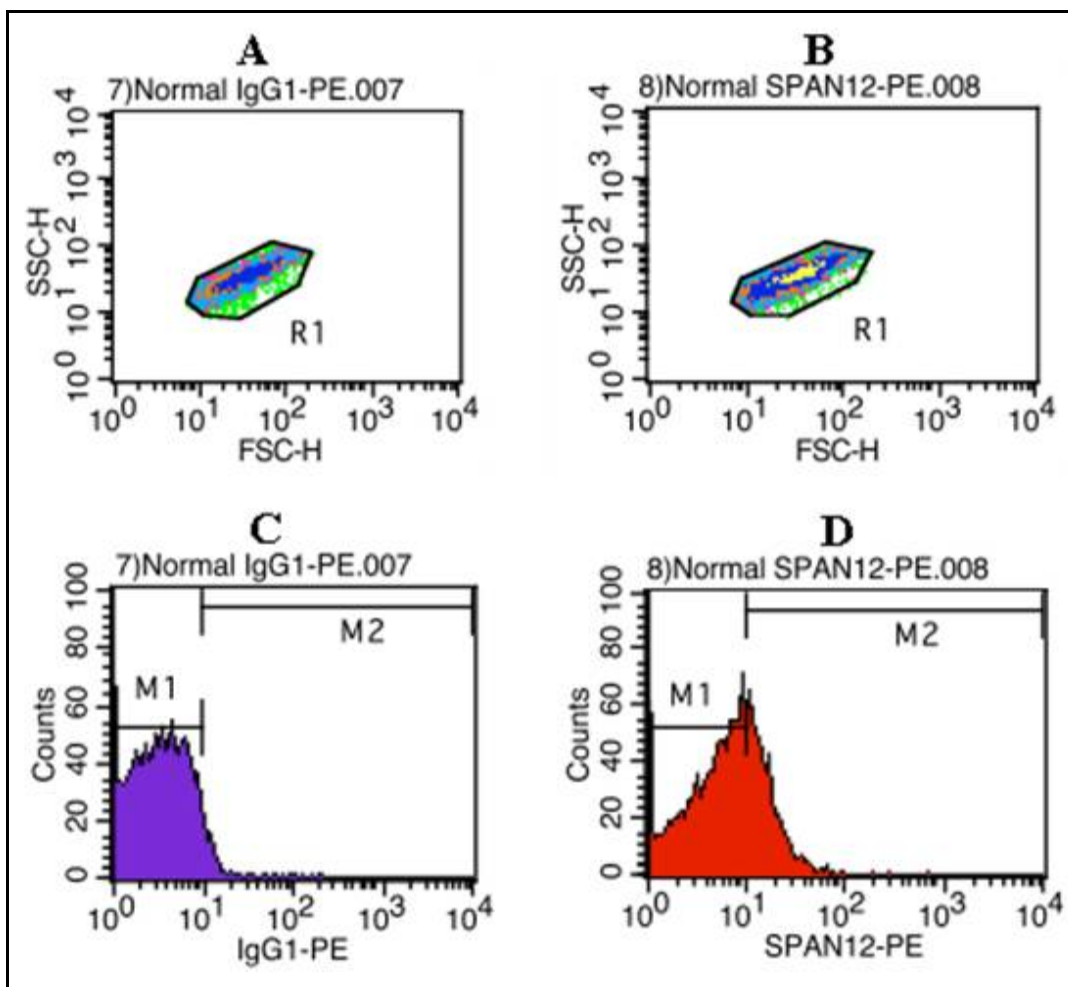 A
7)Normal IgG1-PE.007
10^4
10^3
10^2
10^1
10^0
SSC-H
R1
10^0 10^1 10^2 10^3 10^4
FSC-H
B
8)Normal SPAN12-PE.008
10^4
10^3
10^2
10^1
10^0
SSC-H
R1
10^0 10^1 10^2 10^3 10^4
FSC-H
C
7)Normal IgG1-PE.007
100
80
60
40
20
0
Counts
M1
M2
10^0 10^1 10^2 10^3 10^4
IgG1-PE
D
8)Normal SPAN12-PE.008
100
80
60
40
20
0
Counts
M1
M2
10^0 10^1 10^2 10^3 10^4
SPAN12-PE